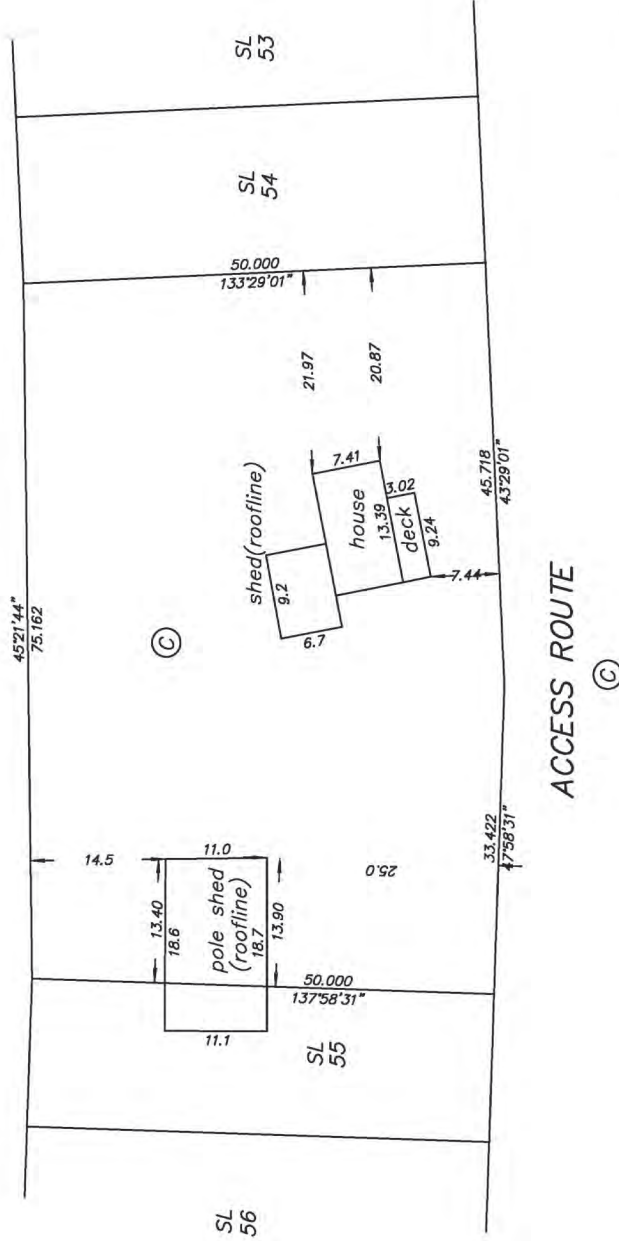 SL
53
SL
54
50.000
133°29'01"
21.97
20.87
45°21'44"
75.162
C
shed(roofline)
9.2
6.7
7.41
house
13.39
3.02
deck
9.24
7.44
45.718
43°29'01"
ACCESS ROUTE
C
14.5
11.0
13.40
18.6
pole shed
(roofline)
18.7
13.90
25.0
33.422
47°58'31"
50.000
137°58'31"
11.1
SL
55
SL
56